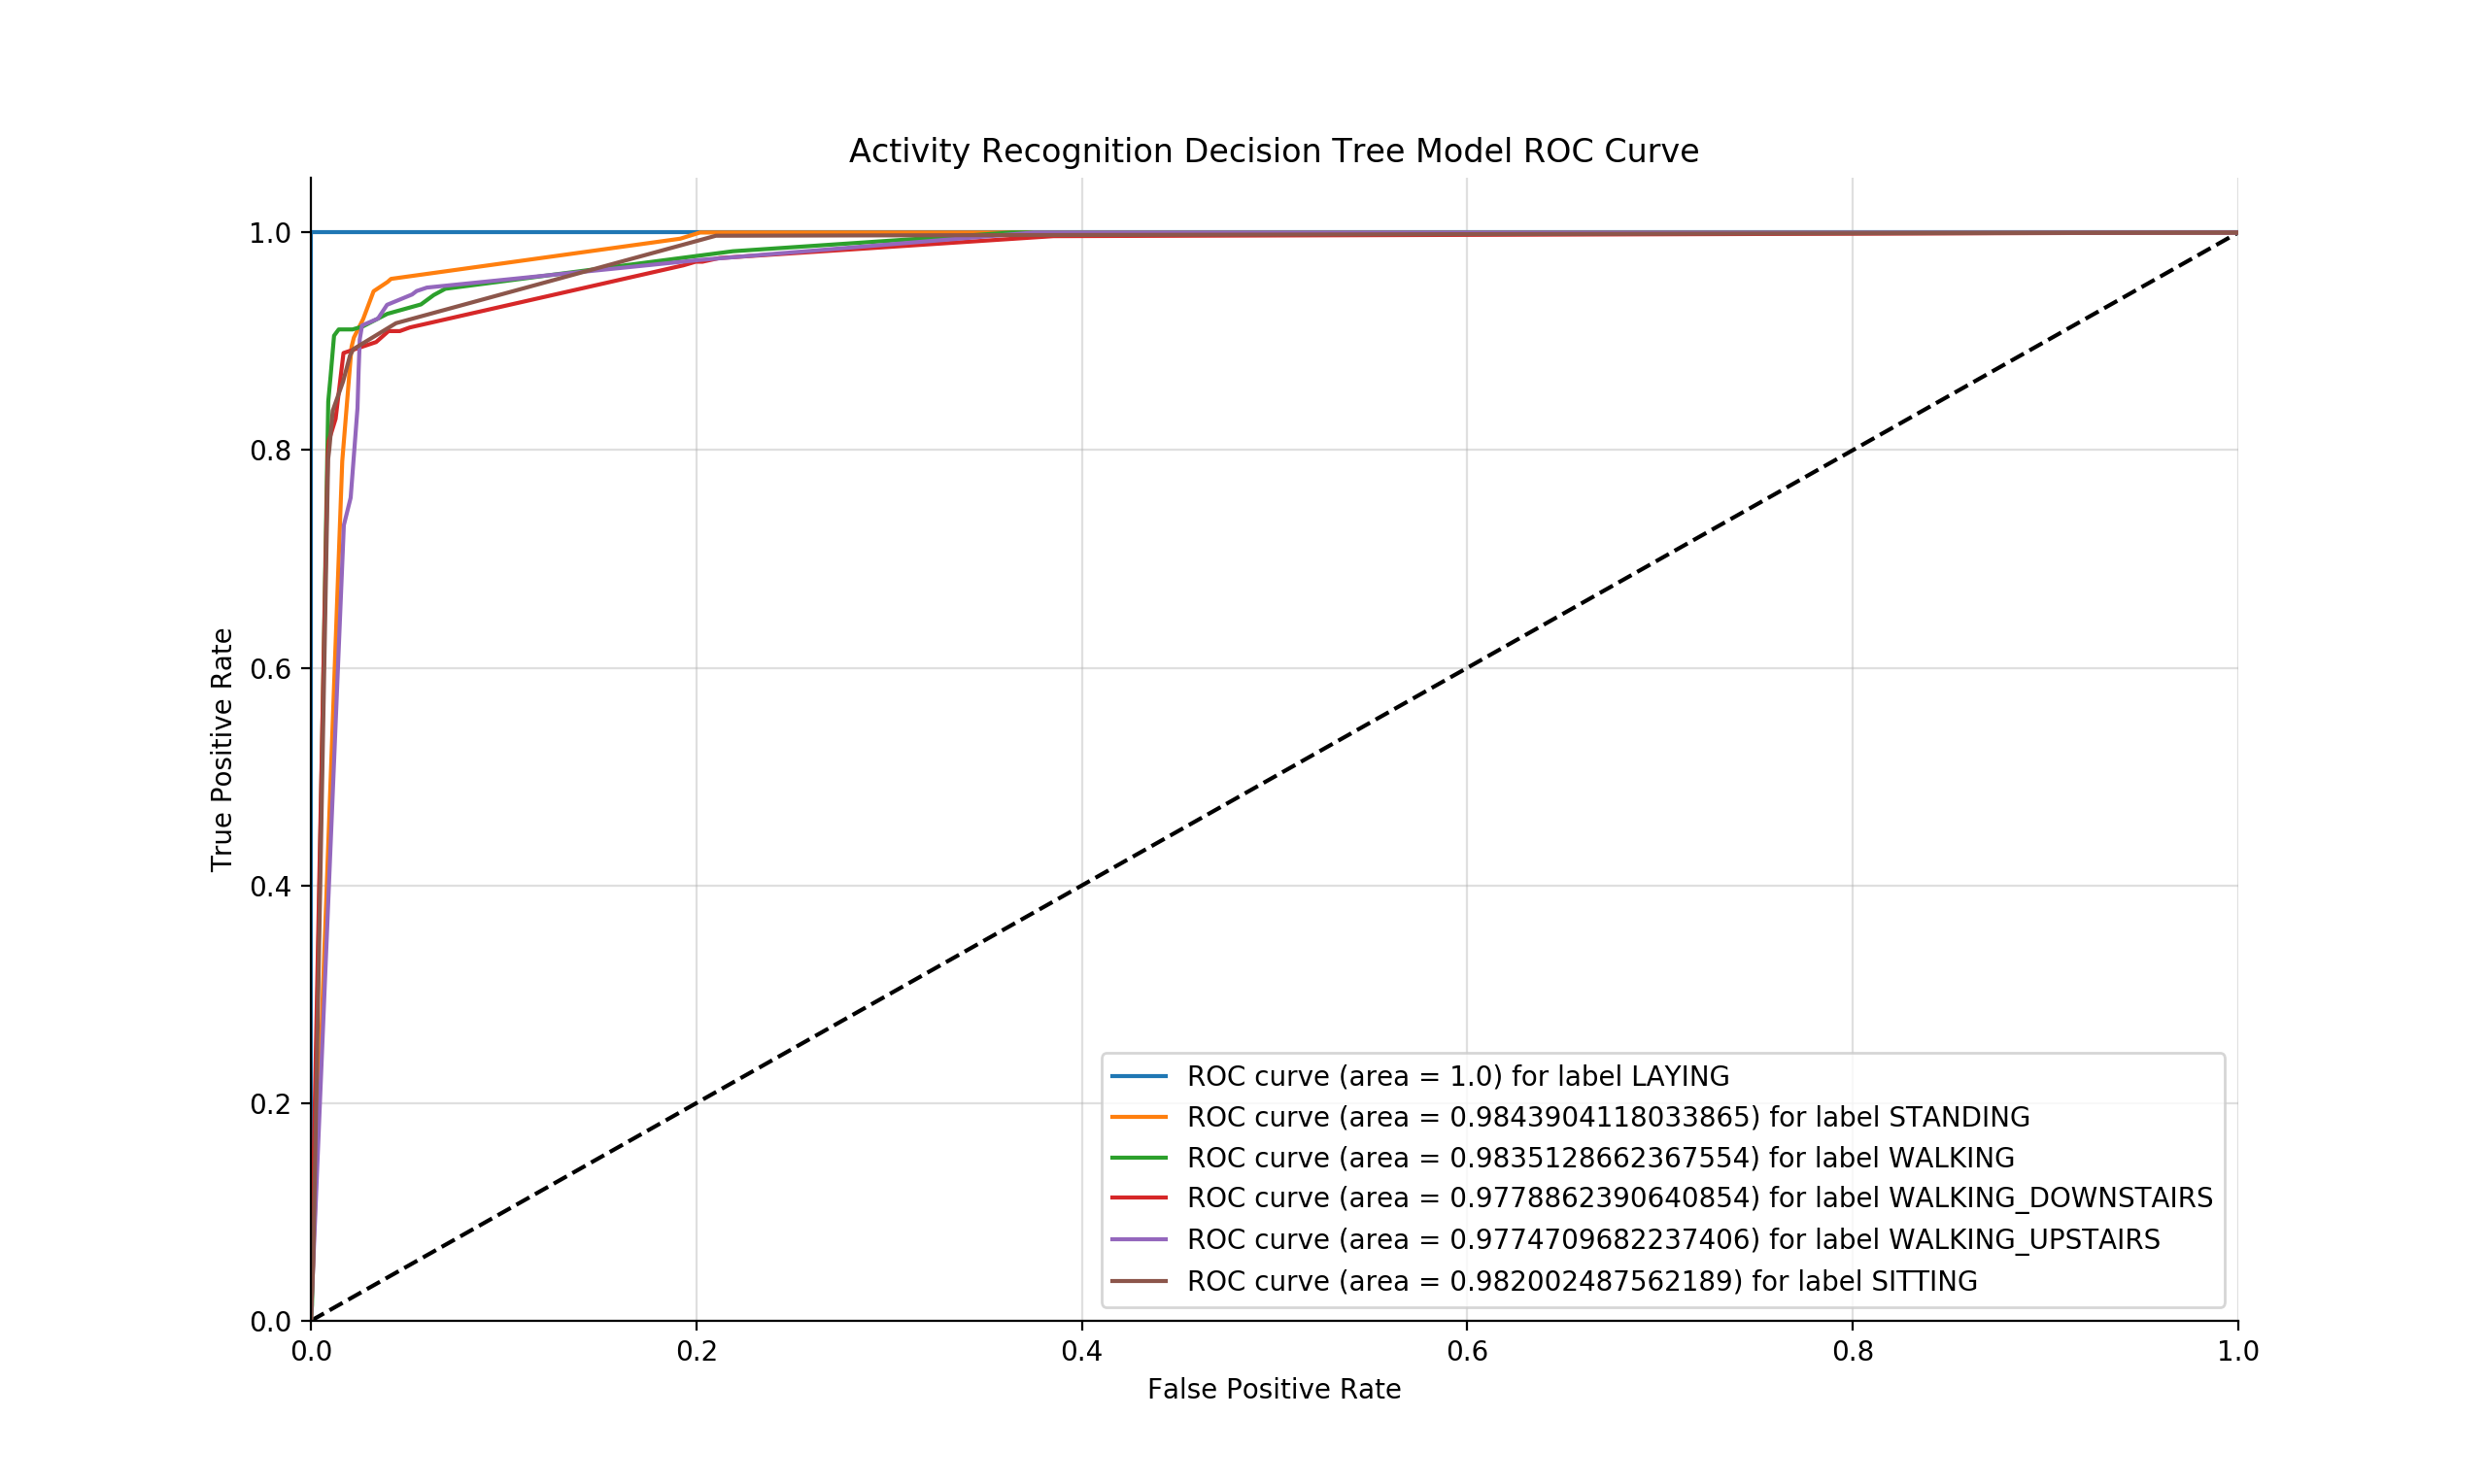 Activity Recognition Decision Tree Model ROC Curve
1.0
0.8
0.6
0.4
0.2
0.0
True Positive Rate
0.0 0.2 0.4 0.6 0.8 1.0
False Positive Rate
ROC curve (area = 1.0) for label LAYING
ROC curve (area = 0.9843904118033865) for label STANDING
ROC curve (area = 0.9835128662367554) for label WALKING
ROC curve (area = 0.9778862390640854) for label WALKING_DOWNSTAIRS
ROC curve (area = 0.9774709682237406) for label WALKING_UPSTAIRS
ROC curve (area = 0.982002487562189) for label SITTING